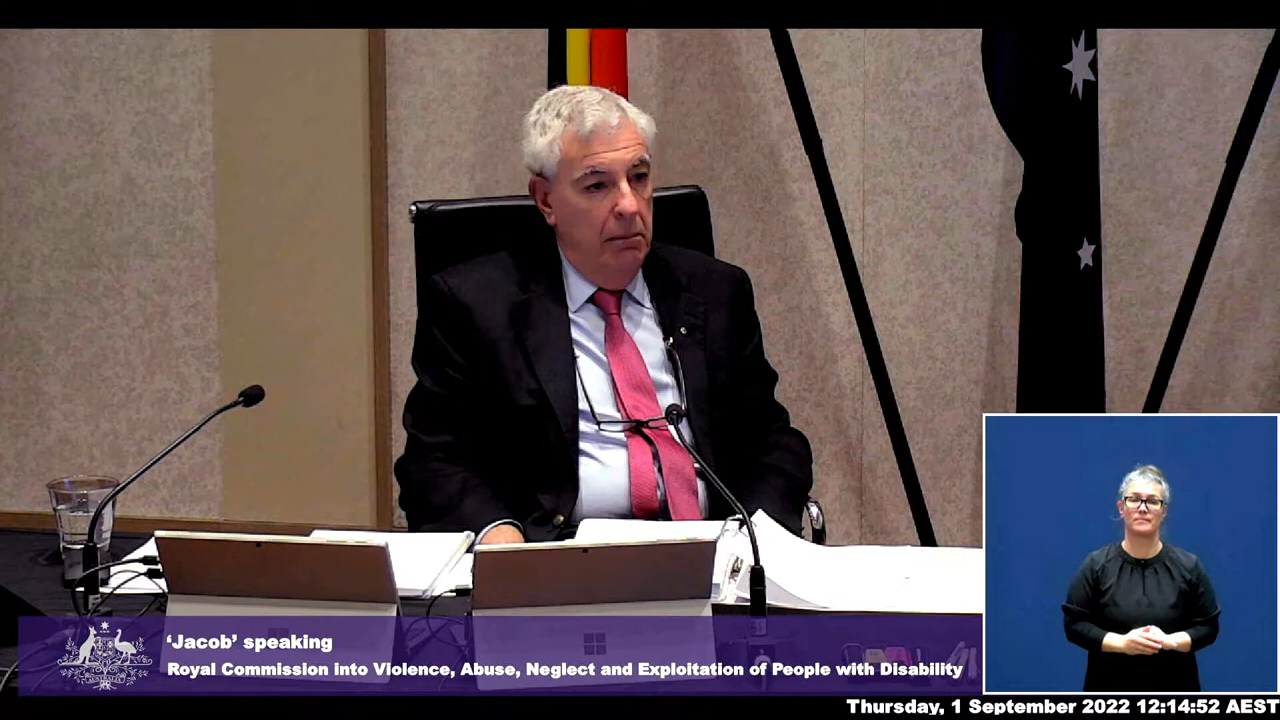 'Jacob' speaking
Royal Commission into Violence, Abuse, Neglect and Exploitation of People with Disability
AUSTRALIA
Thursday, 1 September 2022 12:14:52 AEST